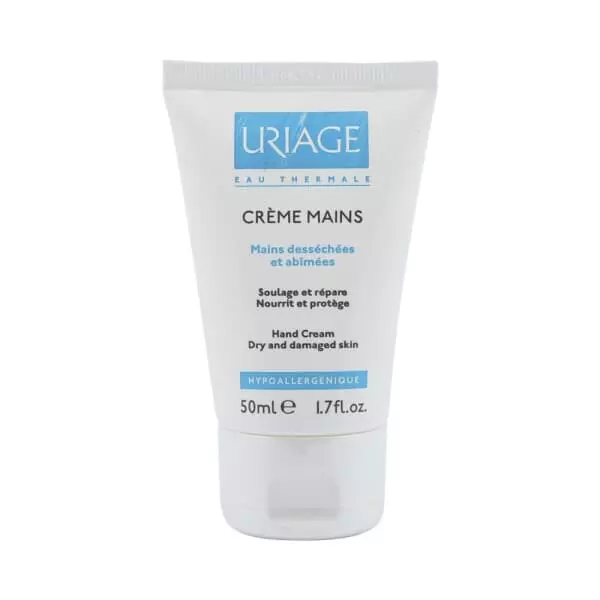 URIAGE
EAU THERMALE
CRÈME MAINS
Mains desséchées
et abîmées
Soulage et répare
Nourrit et protège
Hand Cream
Dry and damaged skin
HYPOALLERGÉNIQUE
50ml e 1.7fl.oz.